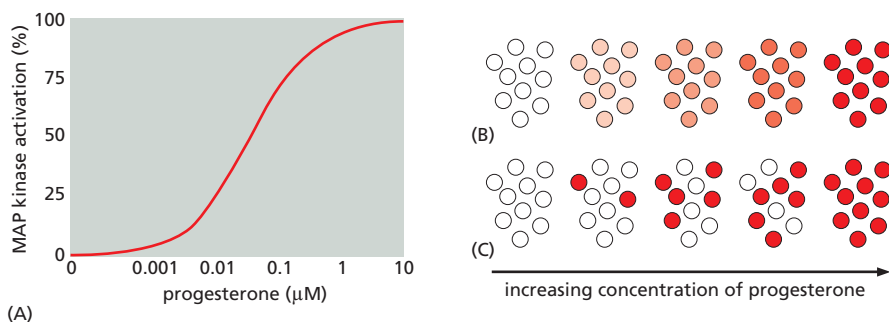 MAP kinase activation (%)
100
75
50
25
0
0 0.001 0.01 0.1 1 10
progesterone (μM)
(A)
(B)
(C)
increasing concentration of progesterone